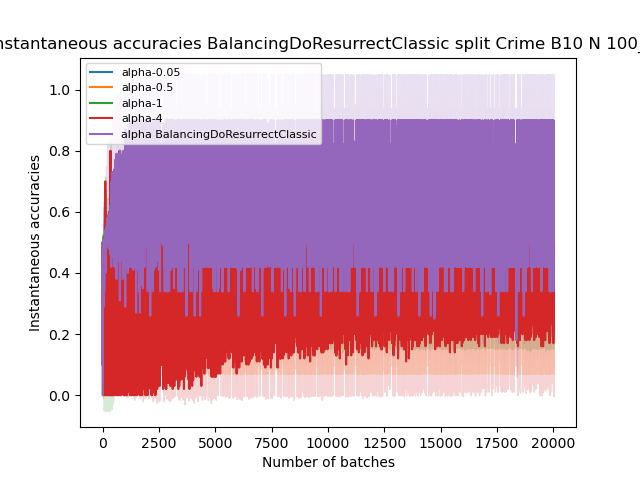 nstantaneous accuracies BalancingDoResurrectClassic split Crime B10 N 100_
alpha-0.05
alpha-0.5
alpha-1
alpha-4
alpha BalancingDoResurrectClassic
1.0
0.8
0.6
0.4
0.2
0.0
Instantaneous accuracies
0 2500 5000 7500 10000 12500 15000 17500 20000
Number of batches